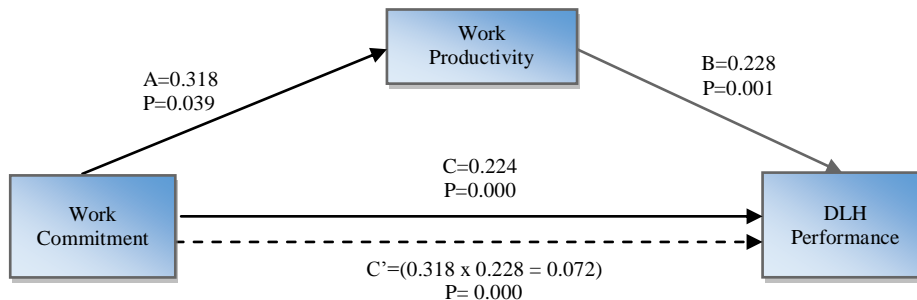 Work
Productivity
A=0.318
P=0.039
B=0.228
P=0.001
C=0.224
P=0.000
Work
Commitment
DLH
Performance
C’=(0.318 x 0.228 = 0.072)
P= 0.000